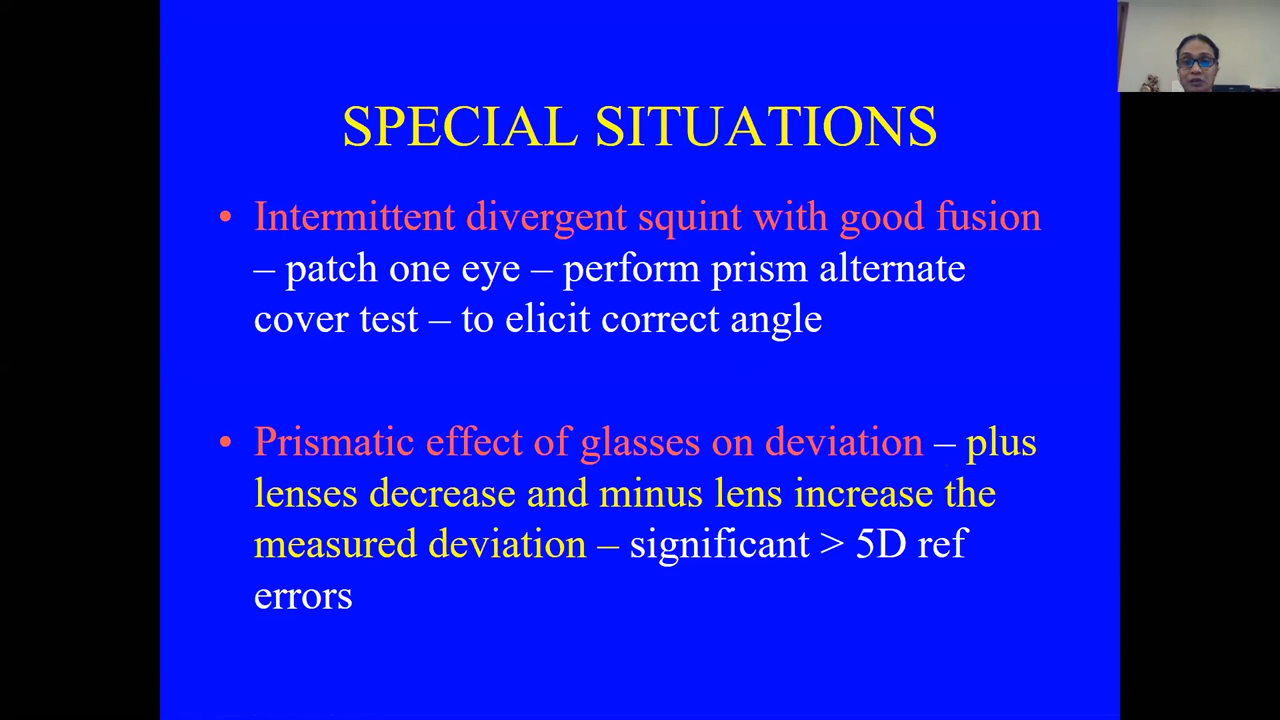 SPECIAL SITUATIONS
• Intermittent divergent squint with good fusion
– patch one eye – perform prism alternate
cover test – to elicit correct angle
• Prismatic effect of glasses on deviation – plus
lenses decrease and minus lens increase the
measured deviation – significant > 5D ref
errors